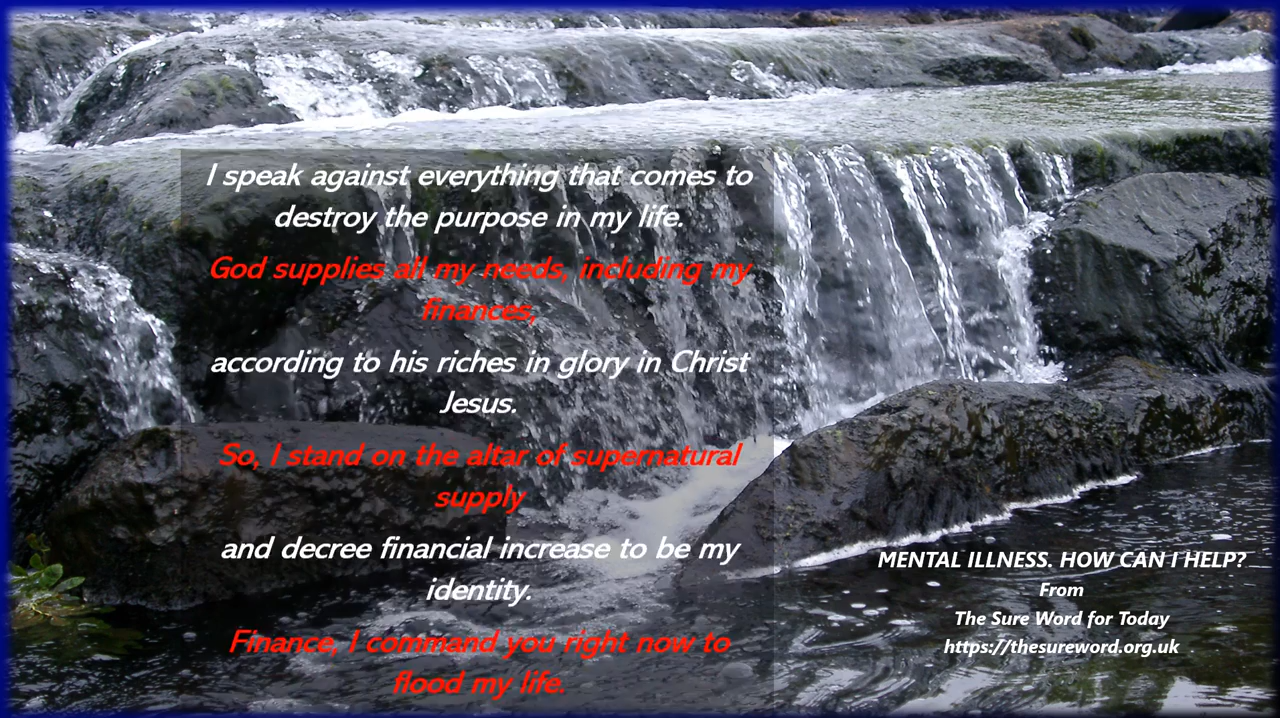 I speak against everything that comes to
destroy the purpose in my life.
God supplies all my needs, including my
finances,
according to his riches in glory in Christ
Jesus.
So, I stand on the altar of supernatural
supply
and decree financial increase to be my
identity.
Finance, I command you right now to
flood my life.
MENTAL ILLNESS. HOW CAN I HELP?
From
The Sure Word for Today
https://thesureword.org.uk